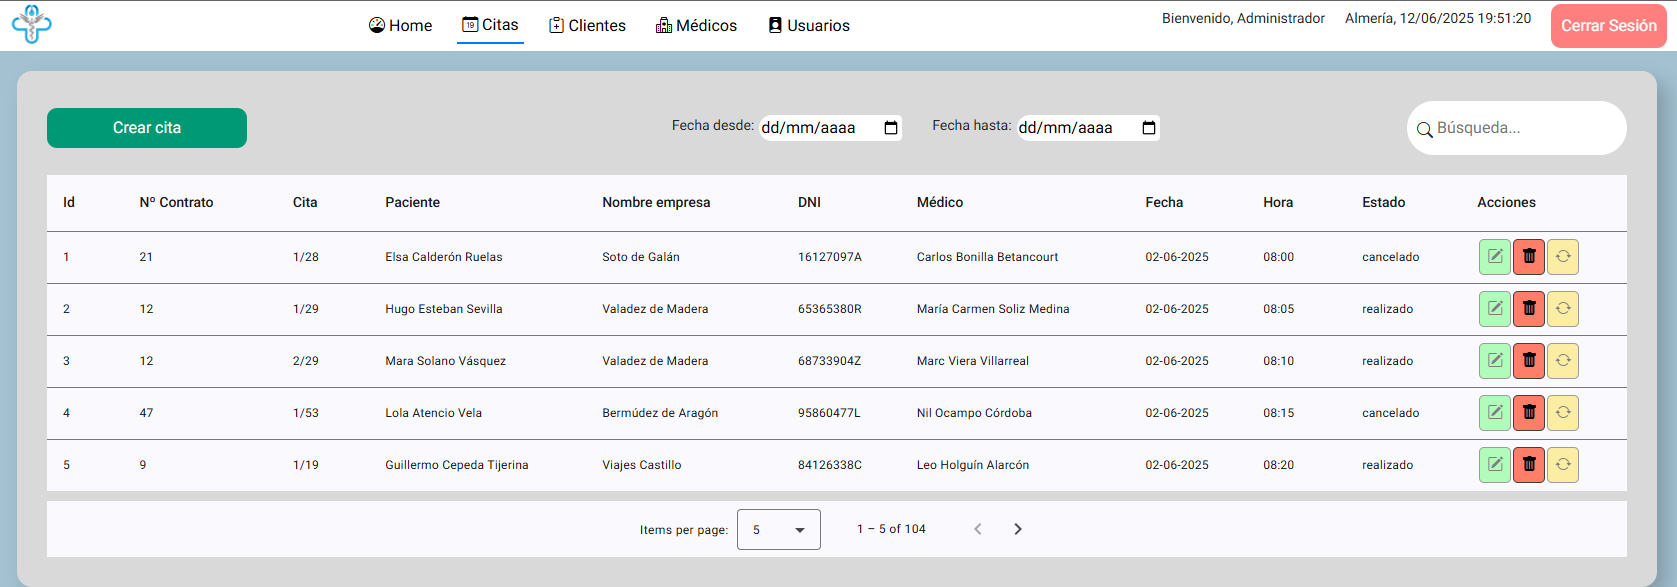 Home Citas Clientes Médicos Usuarios Bienvenido, Administrador Almería, 12/06/2025 19:51:20 Cerrar Sesión
Crear cita Fecha desde: dd/mm/aaaa Fecha hasta: dd/mm/aaaa Búsqueda...
Id Nº Contrato Cita Paciente Nombre empresa DNI Médico Fecha Hora Estado Acciones
1 21 1/28 Elsa Calderón Ruelas Soto de Galán 16127097A Carlos Bonilla Betancourt 02-06-2025 08:00 cancelado
2 12 1/29 Hugo Esteban Sevilla Valadez de Madera 65365380R María Carmen Soliz Medina 02-06-2025 08:05 realizado
3 12 2/29 Mara Solano Vásquez Valadez de Madera 68733904Z Marc Viera Villarreal 02-06-2025 08:10 realizado
4 47 1/53 Lola Atencio Vela Bermúdez de Aragón 95860477L Nil Ocampo Córdoba 02-06-2025 08:15 cancelado
5 9 1/19 Guillermo Cepeda Tijerina Viajes Castillo 84126338C Leo Holguín Alarcón 02-06-2025 08:20 realizado
Items per page: 5 1 – 5 of 104